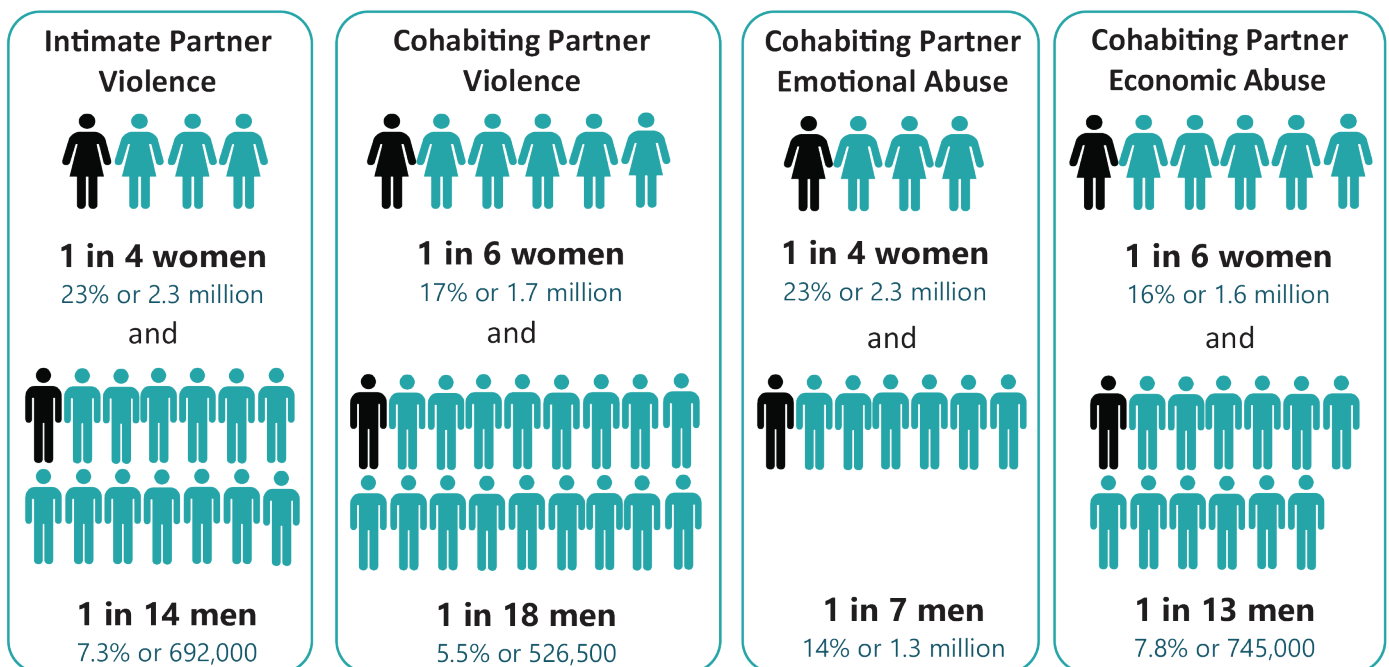 Intimate Partner
Violence
1 in 4 women
23% or 2.3 million
and
1 in 14 men
7.3% or 692,000
Cohabiting Partner
Violence
1 in 6 women
17% or 1.7 million
and
1 in 18 men
5.5% or 526,500
Cohabiting Partner
Emotional Abuse
1 in 4 women
23% or 2.3 million
and
1 in 7 men
14% or 1.3 million
Cohabiting Partner
Economic Abuse
1 in 6 women
16% or 1.6 million
and
1 in 13 men
7.8% or 745,000